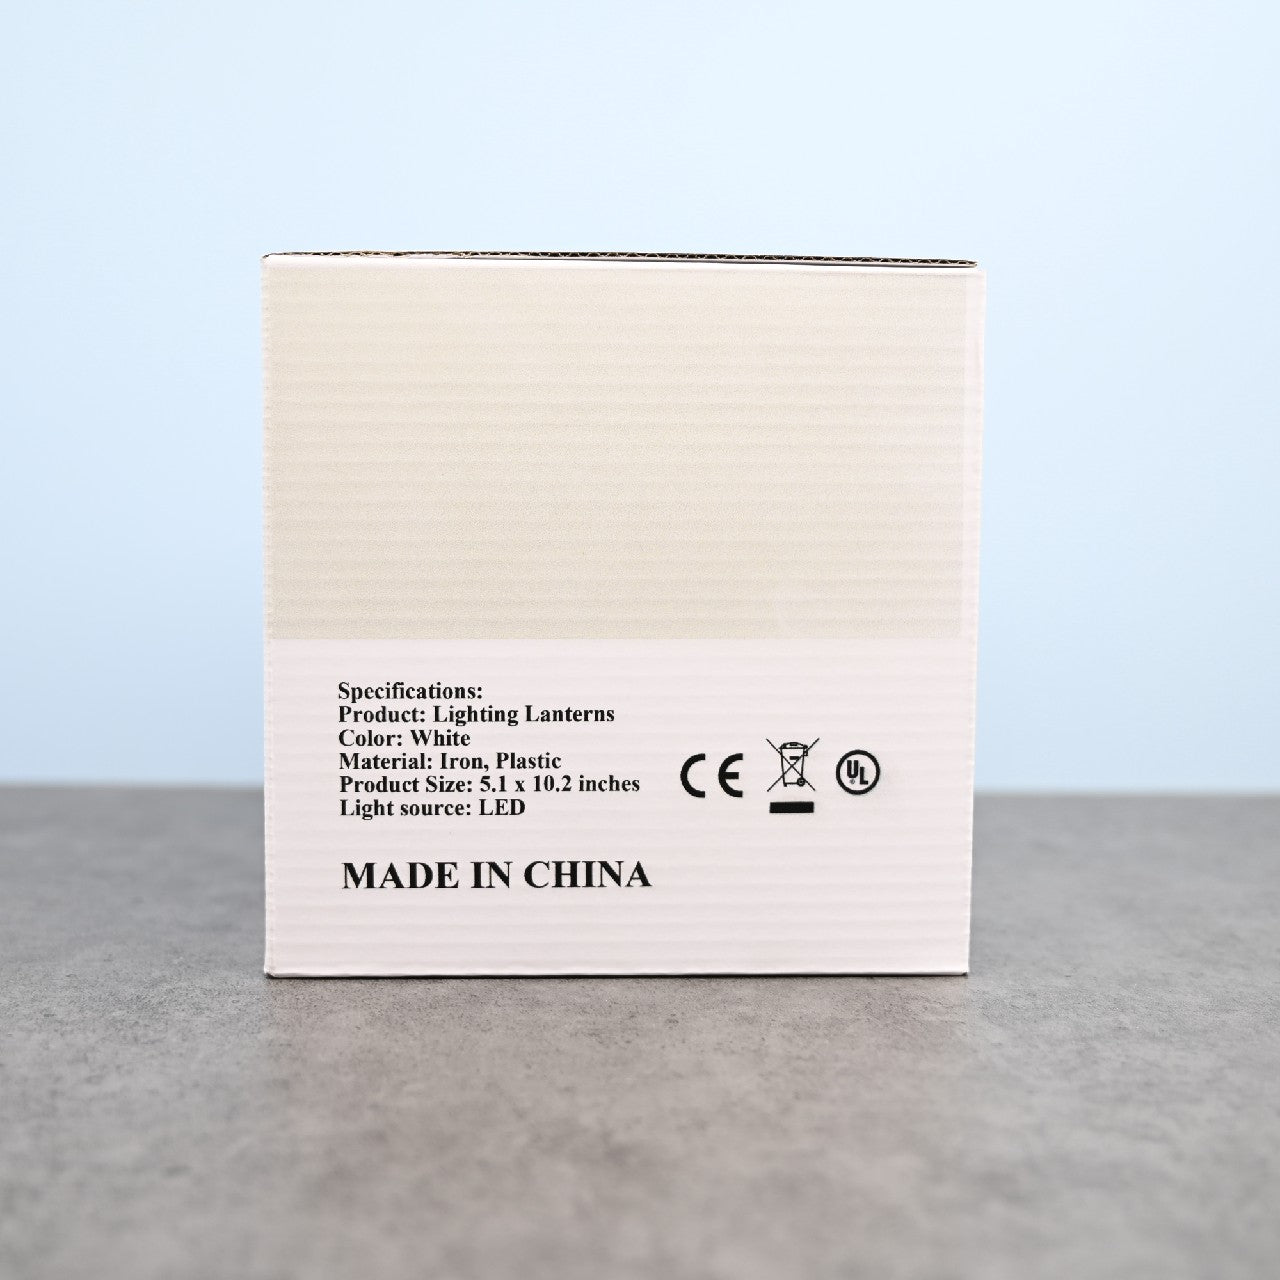 Specifications:
Product: Lighting Lanterns
Color: White
Material: Iron, Plastic
Product Size: 5.1 x 10.2 inches
Light source: LED
CE
UL
MADE IN CHINA